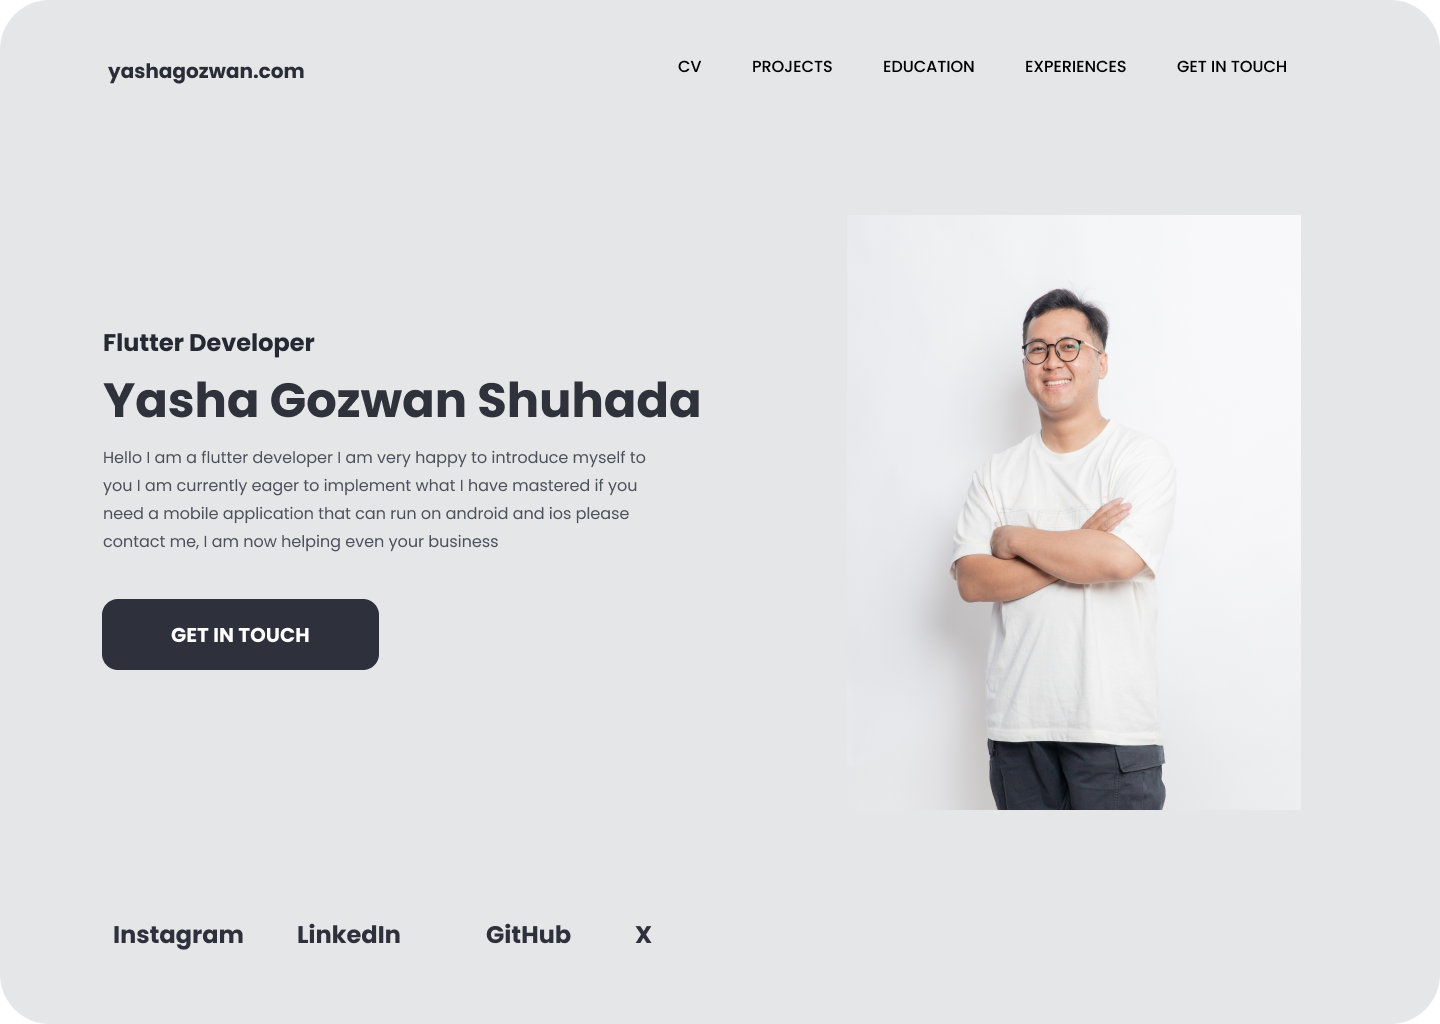 yashagozwan.com
CV PROJECTS EDUCATION EXPERIENCES GET IN TOUCH
Flutter Developer
Yasha Gozwan Shuhada
Hello I am a flutter developer I am very happy to introduce myself to
you I am currently eager to implement what I have mastered if you
need a mobile application that can run on android and ios please
contact me, I am now helping even your business
GET IN TOUCH
Instagram LinkedIn GitHub X